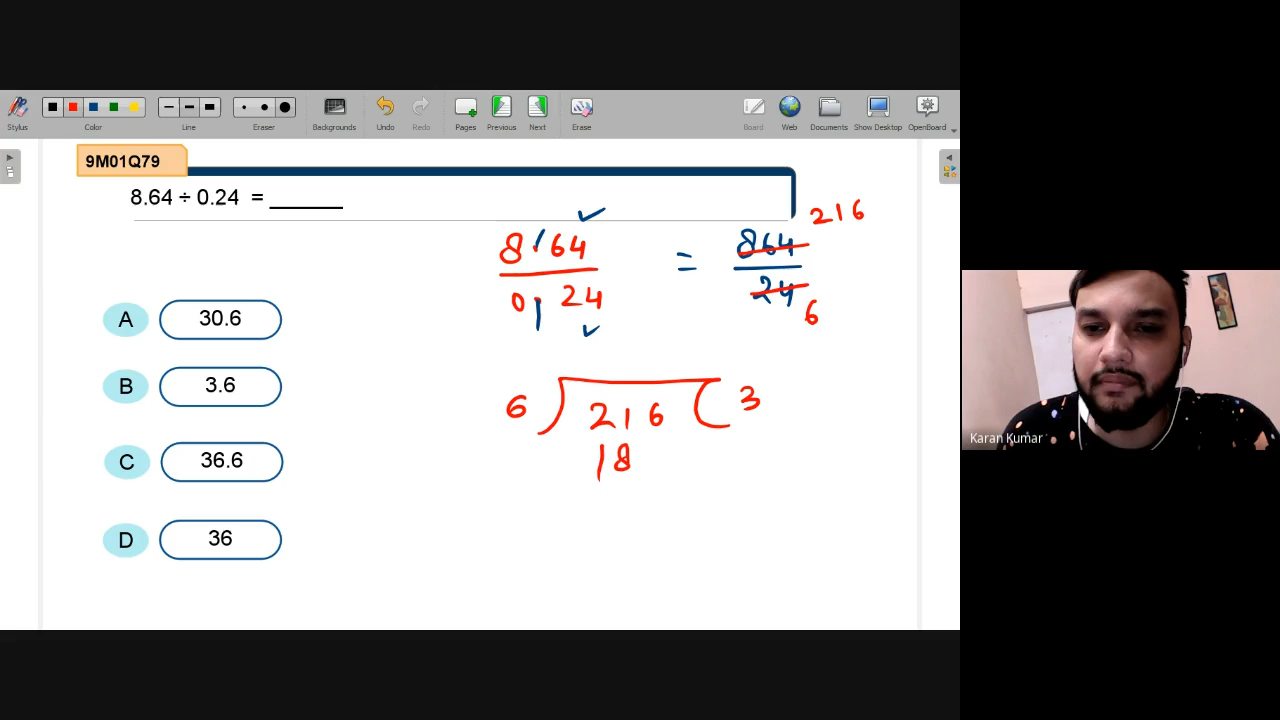 Stylus
Color
Line
Eraser
Backgrounds
Undo
Redo
Pages
Previous
Next
Erase
Board
Web
Documents
Show Desktop
OpenBoard
9M01Q79
8.64 ÷ 0.24 = ______
8.64 = 864 216
0.24 24 6
A 30.6
B 3.6
C 36.6
D 36
6 ) 216 ( 3
18
Karan Kumar